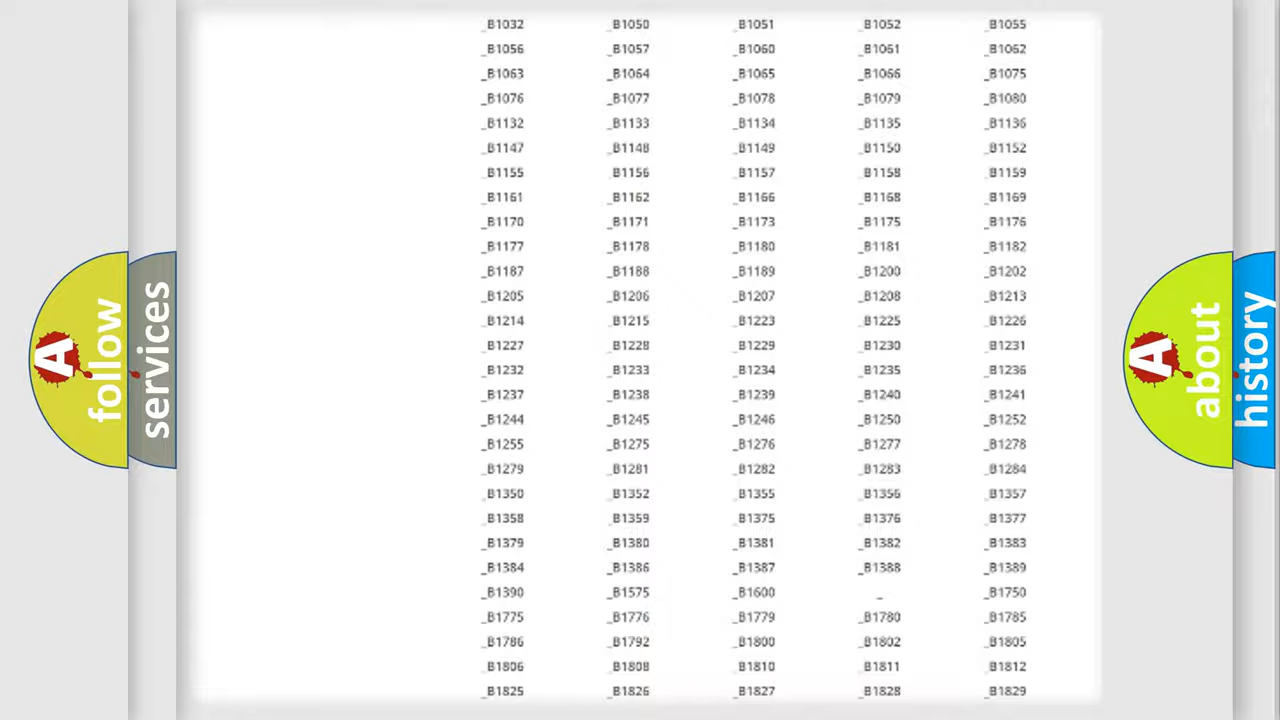 _B1032 _B1050 _B1051 _B1052 _B1055
_B1056 _B1057 _B1060 _B1061 _B1062
_B1063 _B1064 _B1065 _B1066 _B1075
_B1076 _B1077 _B1078 _B1079 _B1080
_B1132 _B1133 _B1134 _B1135 _B1136
_B1147 _B1148 _B1149 _B1150 _B1152
_B1155 _B1156 _B1157 _B1158 _B1159
_B1161 _B1162 _B1166 _B1168 _B1169
_B1170 _B1171 _B1173 _B1175 _B1176
_B1177 _B1178 _B1180 _B1181 _B1182
_B1187 _B1188 _B1189 _B1200 _B1202
_B1205 _B1206 _B1207 _B1208 _B1213
_B1214 _B1215 _B1223 _B1225 _B1226
_B1227 _B1228 _B1229 _B1230 _B1231
_B1232 _B1233 _B1234 _B1235 _B1236
_B1237 _B1238 _B1239 _B1240 _B1241
_B1244 _B1245 _B1246 _B1250 _B1252
_B1255 _B1275 _B1276 _B1277 _B1278
_B1279 _B1281 _B1282 _B1283 _B1284
_B1350 _B1352 _B1355 _B1356 _B1357
_B1358 _B1359 _B1375 _B1376 _B1377
_B1379 _B1380 _B1381 _B1382 _B1383
_B1384 _B1386 _B1387 _B1388 _B1389
_B1390 _B1575 _B1600 _ _B1750
_B1775 _B1776 _B1779 _B1780 _B1785
_B1786 _B1792 _B1800 _B1802 _B1805
_B1806 _B1808 _B1810 _B1811 _B1812
_B1825 _B1826 _B1827 _B1828 _B1829
A
follow
services
A
about
history